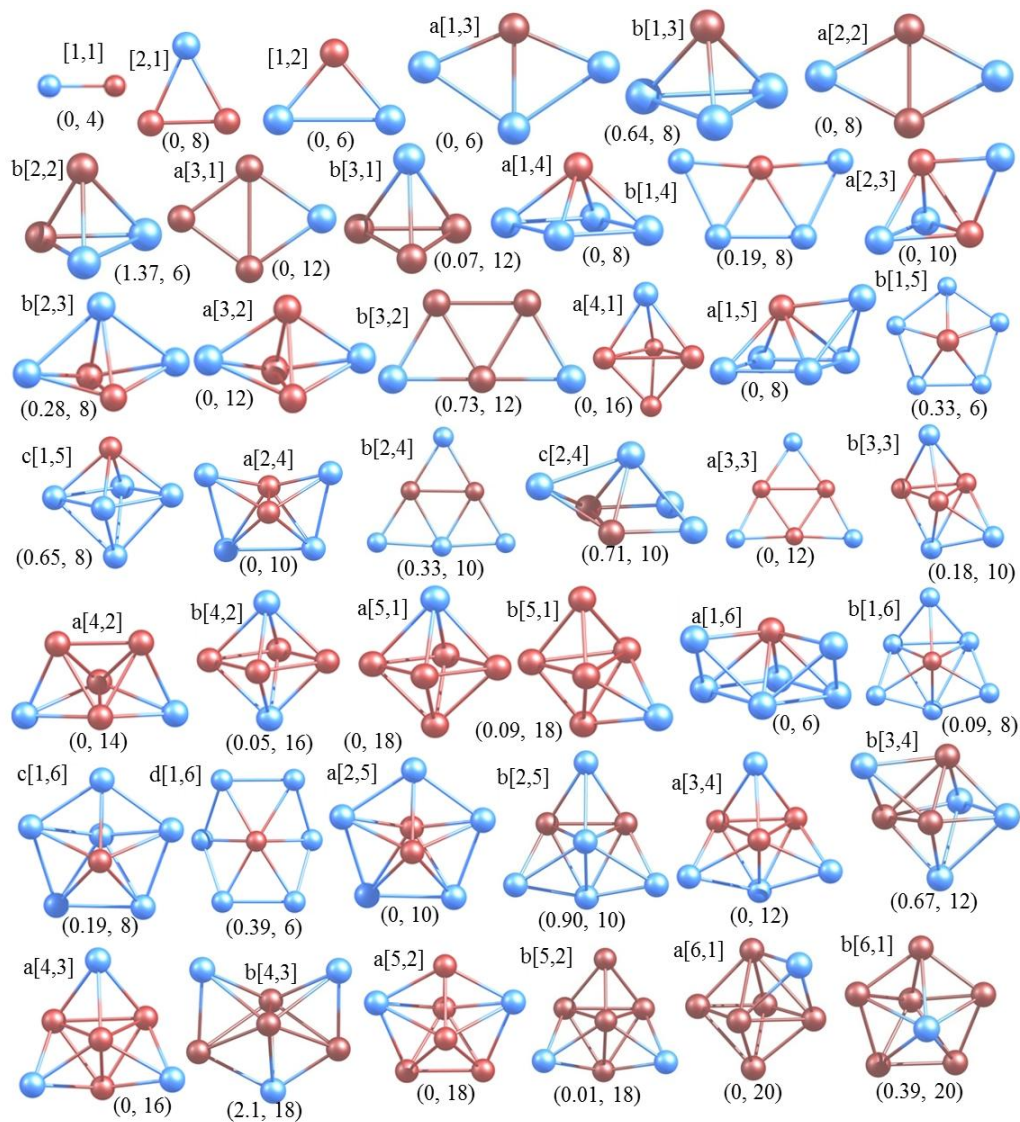 [1,1]
(0, 4)
[2,1]
(0, 8)
[1,2]
(0, 6)
a[1,3]
(0, 6)
b[1,3]
(0.64, 8)
a[2,2]
(0, 8)
b[2,2]
(1.37, 6)
a[3,1]
(0, 12)
b[3,1]
(0.07, 12)
a[1,4]
(0, 8)
b[1,4]
(0.19, 8)
a[2,3]
(0, 10)
b[2,3]
(0.28, 8)
a[3,2]
(0, 12)
b[3,2]
(0.73, 12)
a[4,1]
(0, 16)
a[1,5]
(0, 8)
b[1,5]
(0.33, 6)
c[1,5]
(0.65, 8)
a[2,4]
(0, 10)
b[2,4]
(0.33, 10)
c[2,4]
(0.71, 10)
a[3,3]
(0, 12)
b[3,3]
(0.18, 10)
a[4,2]
(0, 14)
b[4,2]
(0.05, 16)
a[5,1]
(0, 18)
b[5,1]
(0.09, 18)
a[1,6]
(0, 6)
b[1,6]
(0.09, 8)
c[1,6]
(0.19, 8)
d[1,6]
(0.39, 6)
a[2,5]
(0, 10)
b[2,5]
(0.90, 10)
a[3,4]
(0, 12)
b[3,4]
(0.67, 12)
a[4,3]
(0, 16)
b[4,3]
(2.1, 18)
a[5,2]
(0, 18)
b[5,2]
(0.01, 18)
a[6,1]
(0, 20)
b[6,1]
(0.39, 20)